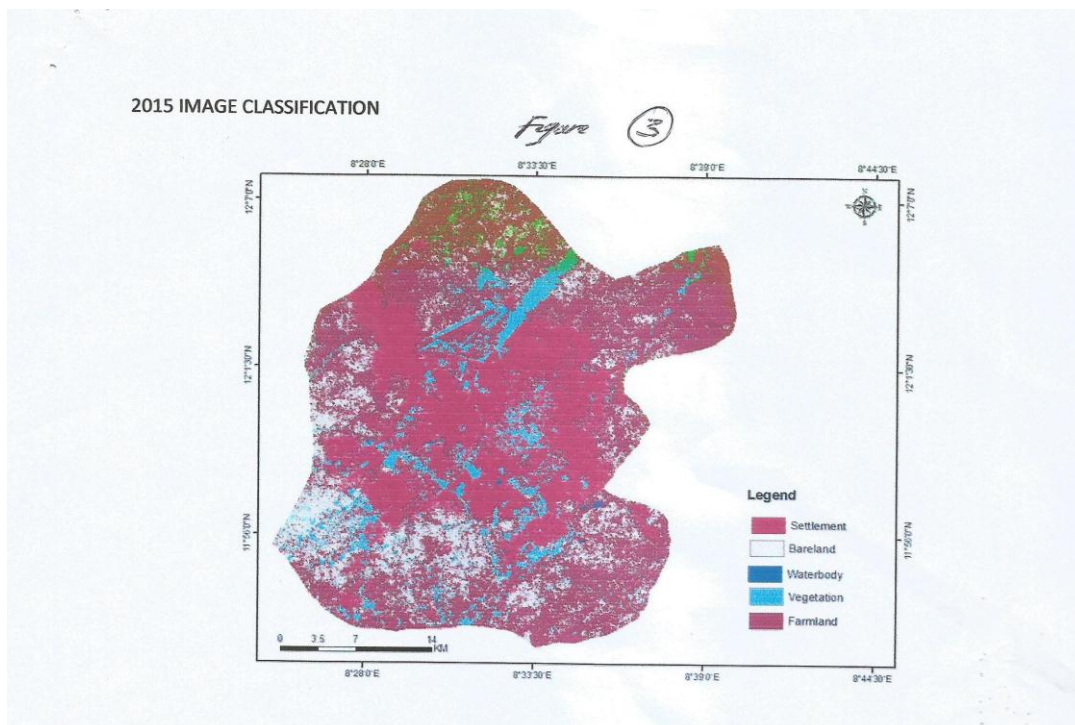 2015 IMAGE CLASSIFICATION
Figure 3
8°28'0"E 8°33'30"E 8°39'0"E 8°44'30"E
12°7'0"N 12°7'0"N
N
W E
S
12°1'30"N 12°1'30"N
11°56'0"N 11°56'0"N
Legend
Settlement
Bareland
Waterbody
Vegetation
Farmland
0 3.5 7 14
KM
8°28'0"E 8°33'30"E 8°39'0"E 8°44'30"E